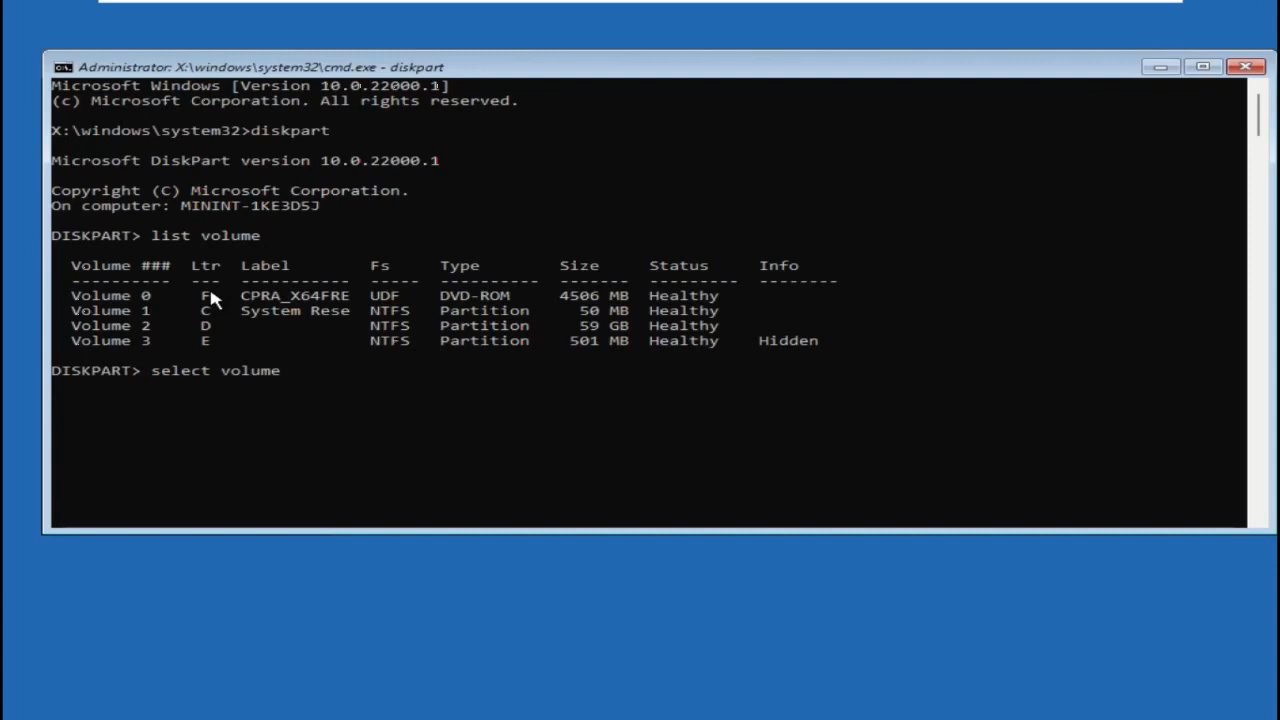 Administrator: X:\windows\system32\cmd.exe - diskpart
Microsoft Windows [Version 10.0.22000.1]
(c) Microsoft Corporation. All rights reserved.
X:\windows\system32>diskpart
Microsoft DiskPart version 10.0.22000.1
Copyright (C) Microsoft Corporation.
On computer: MININT-1KE3D5J
DISKPART> list volume
Volume ### Ltr Label Fs Type Size Status Info
---------- --- ----------- ----- ---------- ------- --------- --------
Volume 0 F CPRA_X64FRE UDF DVD-ROM 4506 MB Healthy
Volume 1 C System Rese NTFS Partition 50 MB Healthy
Volume 2 D NTFS Partition 59 GB Healthy
Volume 3 E NTFS Partition 501 MB Healthy Hidden
DISKPART> select volume